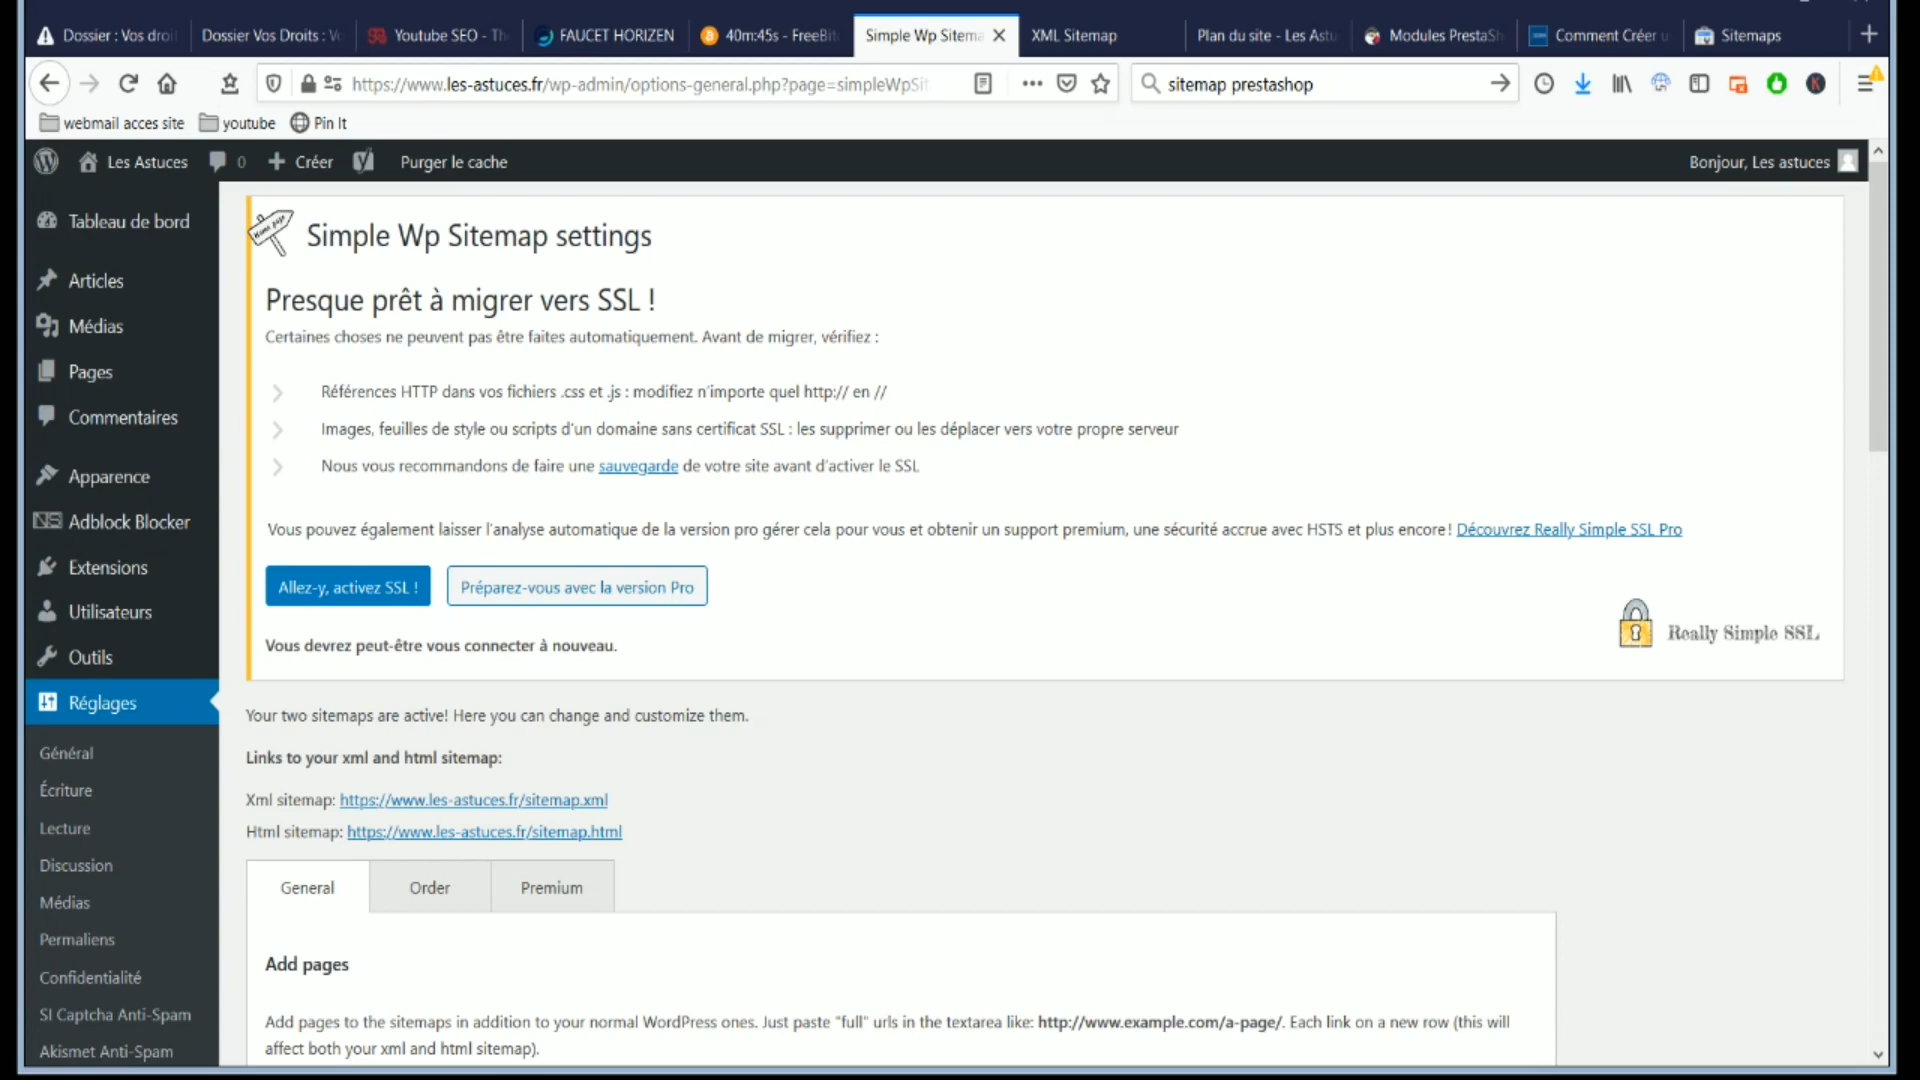 Dossier : Vos droi
Dossier Vos Droits : V
Youtube SEO - Th
FAUCET HORIZEN
40m:45s - FreeBit
Simple Wp Sitema
XML Sitemap
Plan du site - Les Astu
Modules PrestaSh
Comment Créer u
Sitemaps
https://www.les-astuces.fr/wp-admin/options-general.php?page=simpleWpSit
sitemap prestashop
webmail acces site
youtube
Pin It
Les Astuces
0
Créer
Purger le cache
Bonjour, Les astuces
Tableau de bord
Articles
Médias
Pages
Commentaires
Apparence
Adblock Blocker
Extensions
Utilisateurs
Outils
Réglages
Général
Écriture
Lecture
Discussion
Médias
Permaliens
Confidentialité
SI Captcha Anti-Spam
Akismet Anti-Spam
Simple Wp Sitemap settings
Presque prêt à migrer vers SSL !
Certaines choses ne peuvent pas être faites automatiquement. Avant de migrer, vérifiez :
Références HTTP dans vos fichiers .css et .js : modifiez n'importe quel http:// en //
Images, feuilles de style ou scripts d'un domaine sans certificat SSL : les supprimer ou les déplacer vers votre propre serveur
Nous vous recommandons de faire une sauvegarde de votre site avant d'activer le SSL
Vous pouvez également laisser l'analyse automatique de la version pro gérer cela pour vous et obtenir un support premium, une sécurité accrue avec HSTS et plus encore! Découvrez Really Simple SSL Pro
Allez-y, activez SSL !
Préparez-vous avec la version Pro
Vous devrez peut-être vous connecter à nouveau.
Really Simple SSL
Your two sitemaps are active! Here you can change and customize them.
Links to your xml and html sitemap:
Xml sitemap: https://www.les-astuces.fr/sitemap.xml
Html sitemap: https://www.les-astuces.fr/sitemap.html
General
Order
Premium
Add pages
Add pages to the sitemaps in addition to your normal WordPress ones. Just paste "full" urls in the textarea like: http://www.example.com/a-page/. Each link on a new row (this will
affect both your xml and html sitemap).